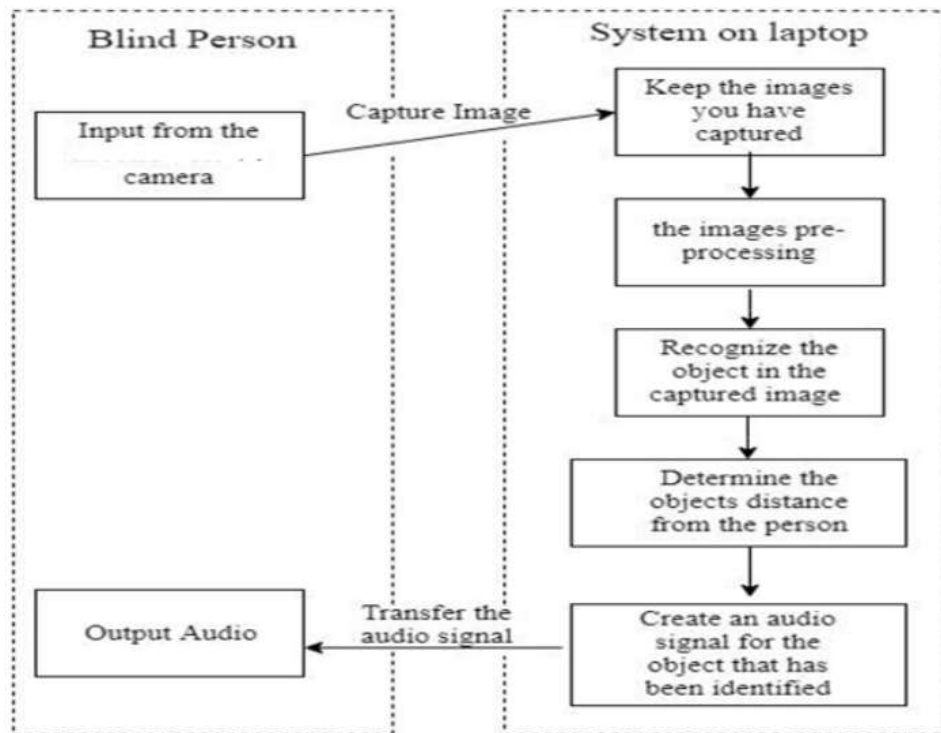 Blind Person
System on laptop
Input from the
camera
Capture Image
Keep the images
you have
captured
the images pre-
processing
Recognize the
object in the
captured image
Determine the
objects distance
from the person
Create an audio
signal for the
object that has
been identified
Transfer the
audio signal
Output Audio